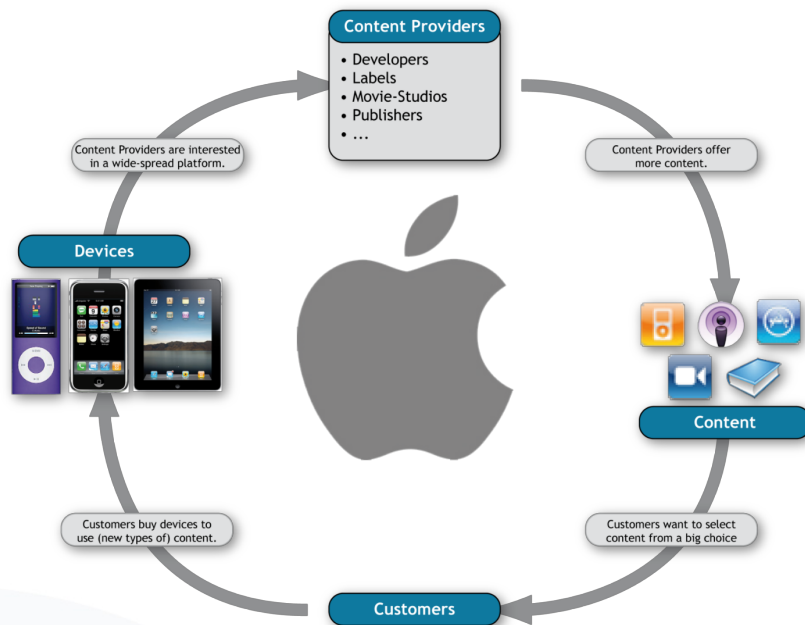 Content Providers
• Developers
• Labels
• Movie-Studios
• Publishers
• ...
Content Providers are interested
in a wide-spread platform.
Content Providers offer
more content.
Devices
Content
Customers buy devices to
use (new types of) content.
Customers want to select
content from a big choice
Customers